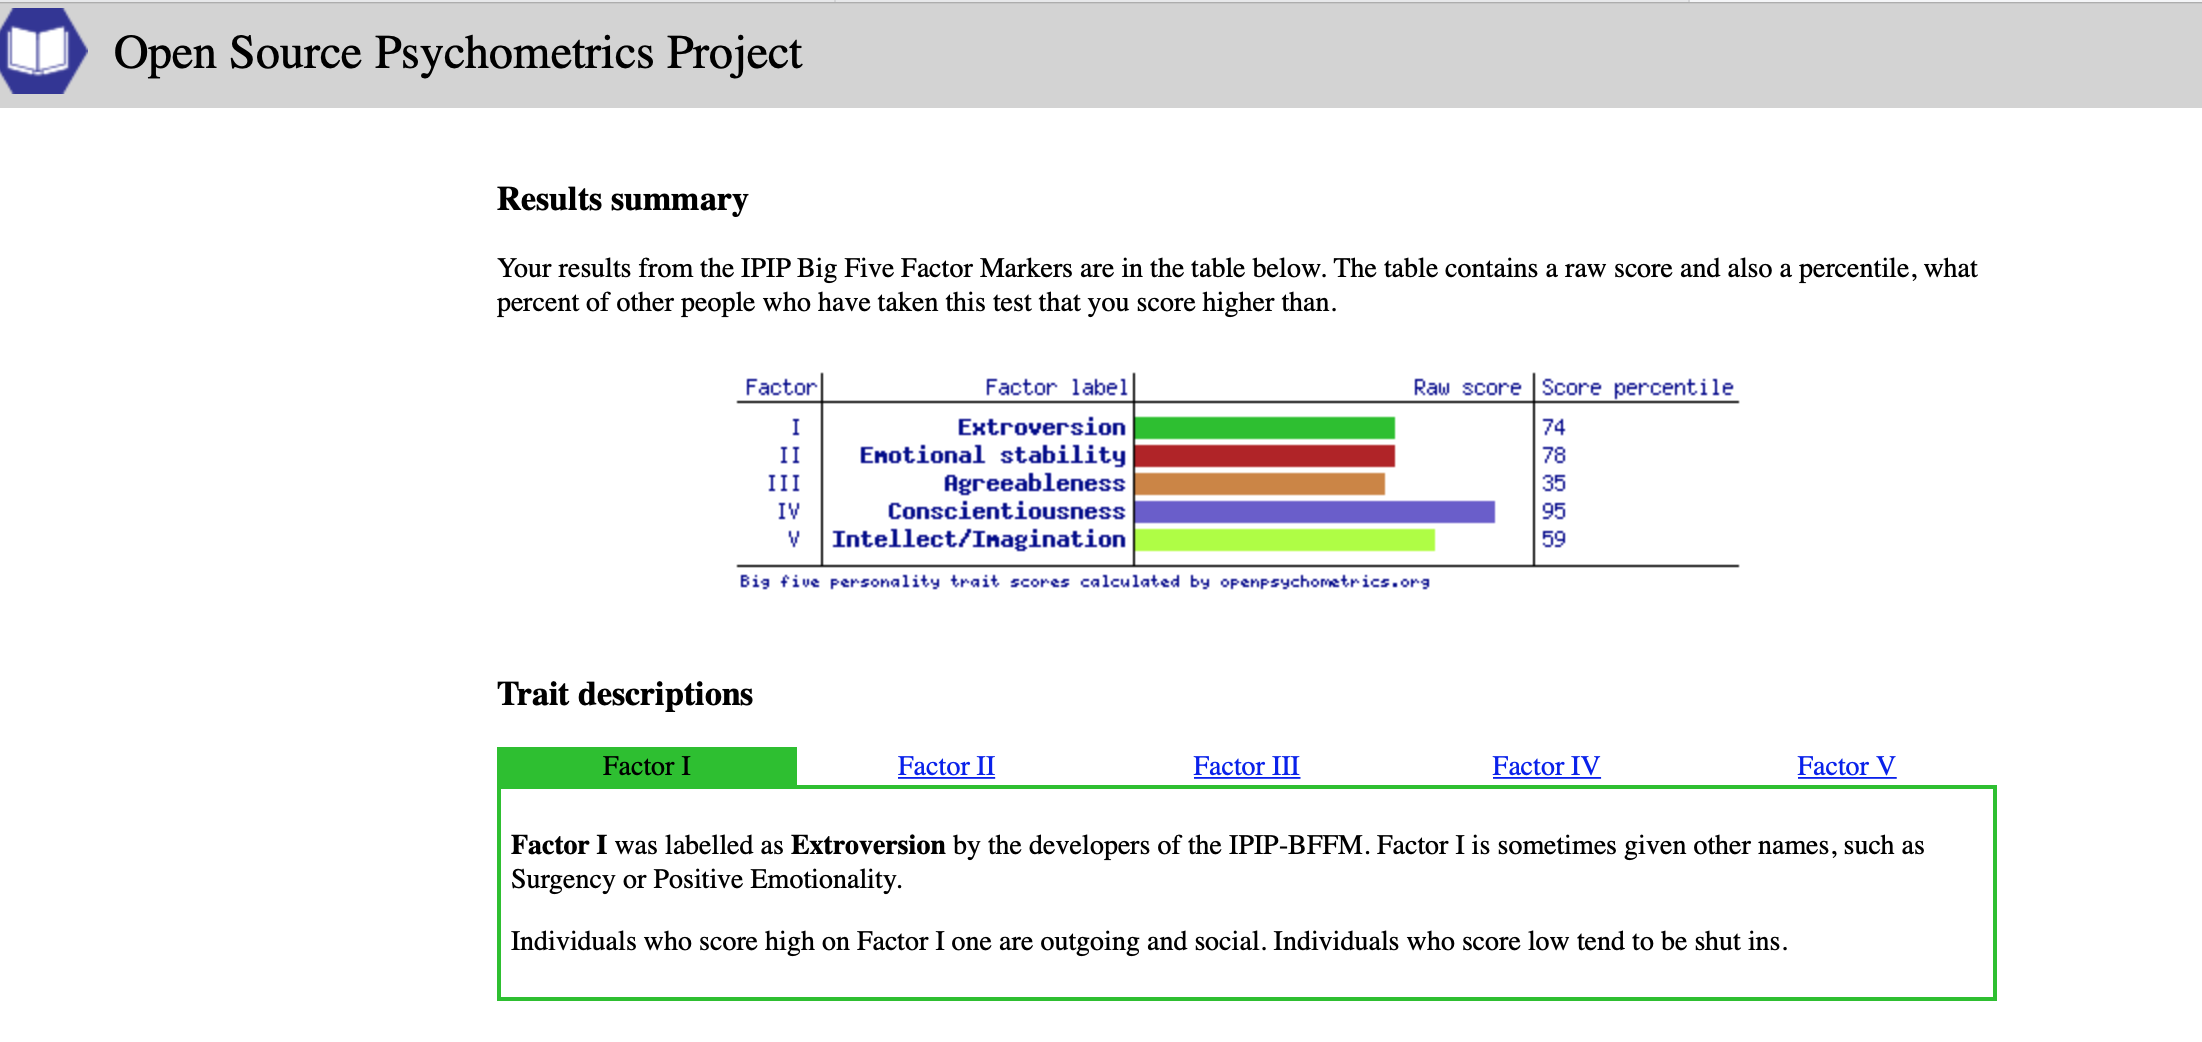 Open Source Psychometrics Project
Results summary
Your results from the IPIP Big Five Factor Markers are in the table below. The table contains a raw score and also a percentile, what
percent of other people who have taken this test that you score higher than.
Factor Factor label Raw score Score percentile
I Extroversion 74
II Emotional stability 78
III Agreeableness 35
IV Conscientiousness 95
V Intellect/Imagination 59
Big five personality trait scores calculated by openpsychometrics.org
Trait descriptions
Factor I Factor II Factor III Factor IV Factor V
Factor I was labelled as Extroversion by the developers of the IPIP-BFFM. Factor I is sometimes given other names, such as
Surgency or Positive Emotionality.
Individuals who score high on Factor I one are outgoing and social. Individuals who score low tend to be shut ins.